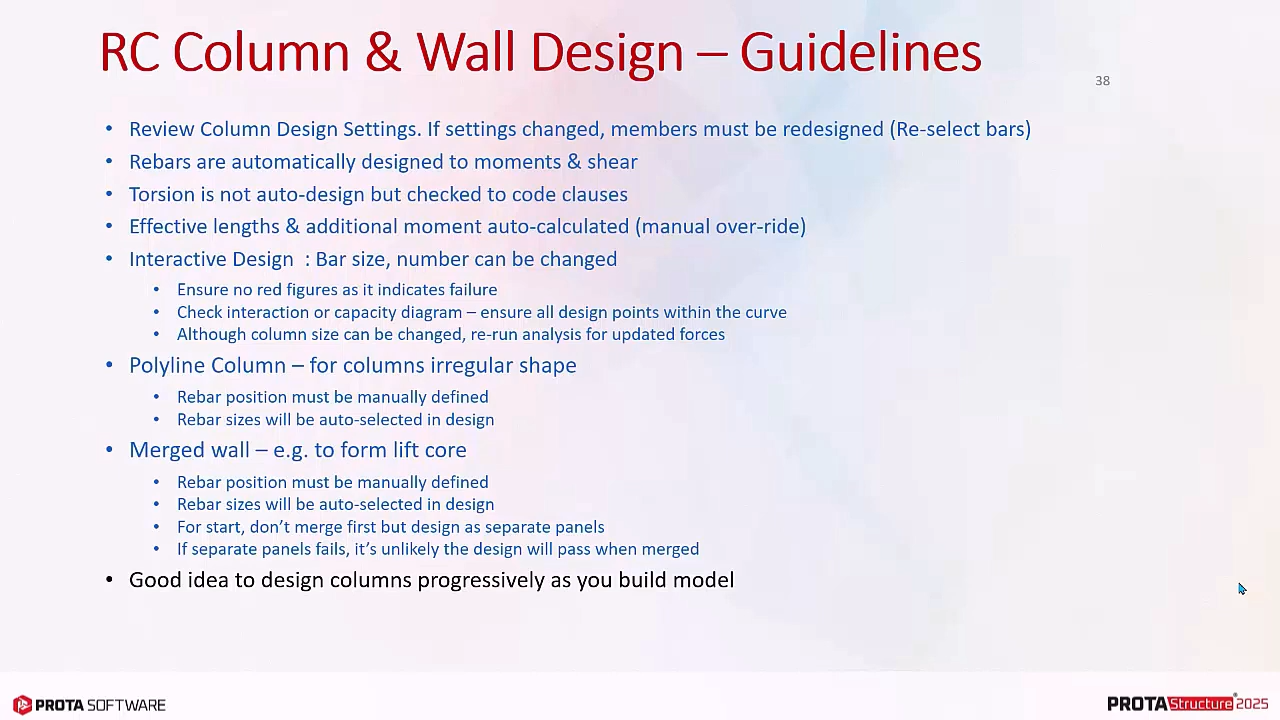 RC Column & Wall Design – Guidelines
38
• Review Column Design Settings. If settings changed, members must be redesigned (Re-select bars)
• Rebars are automatically designed to moments & shear
• Torsion is not auto-design but checked to code clauses
• Effective lengths & additional moment auto-calculated (manual over-ride)
• Interactive Design  : Bar size, number can be changed
• Ensure no red figures as it indicates failure
• Check interaction or capacity diagram – ensure all design points within the curve
• Although column size can be changed, re-run analysis for updated forces
• Polyline Column – for columns irregular shape
• Rebar position must be manually defined
• Rebar sizes will be auto-selected in design
• Merged wall – e.g. to form lift core
• Rebar position must be manually defined
• Rebar sizes will be auto-selected in design
• For start, don’t merge first but design as separate panels
• If separate panels fails, it’s unlikely the design will pass when merged
• Good idea to design columns progressively as you build model
PROTA SOFTWARE
PROTAStructure® 2025